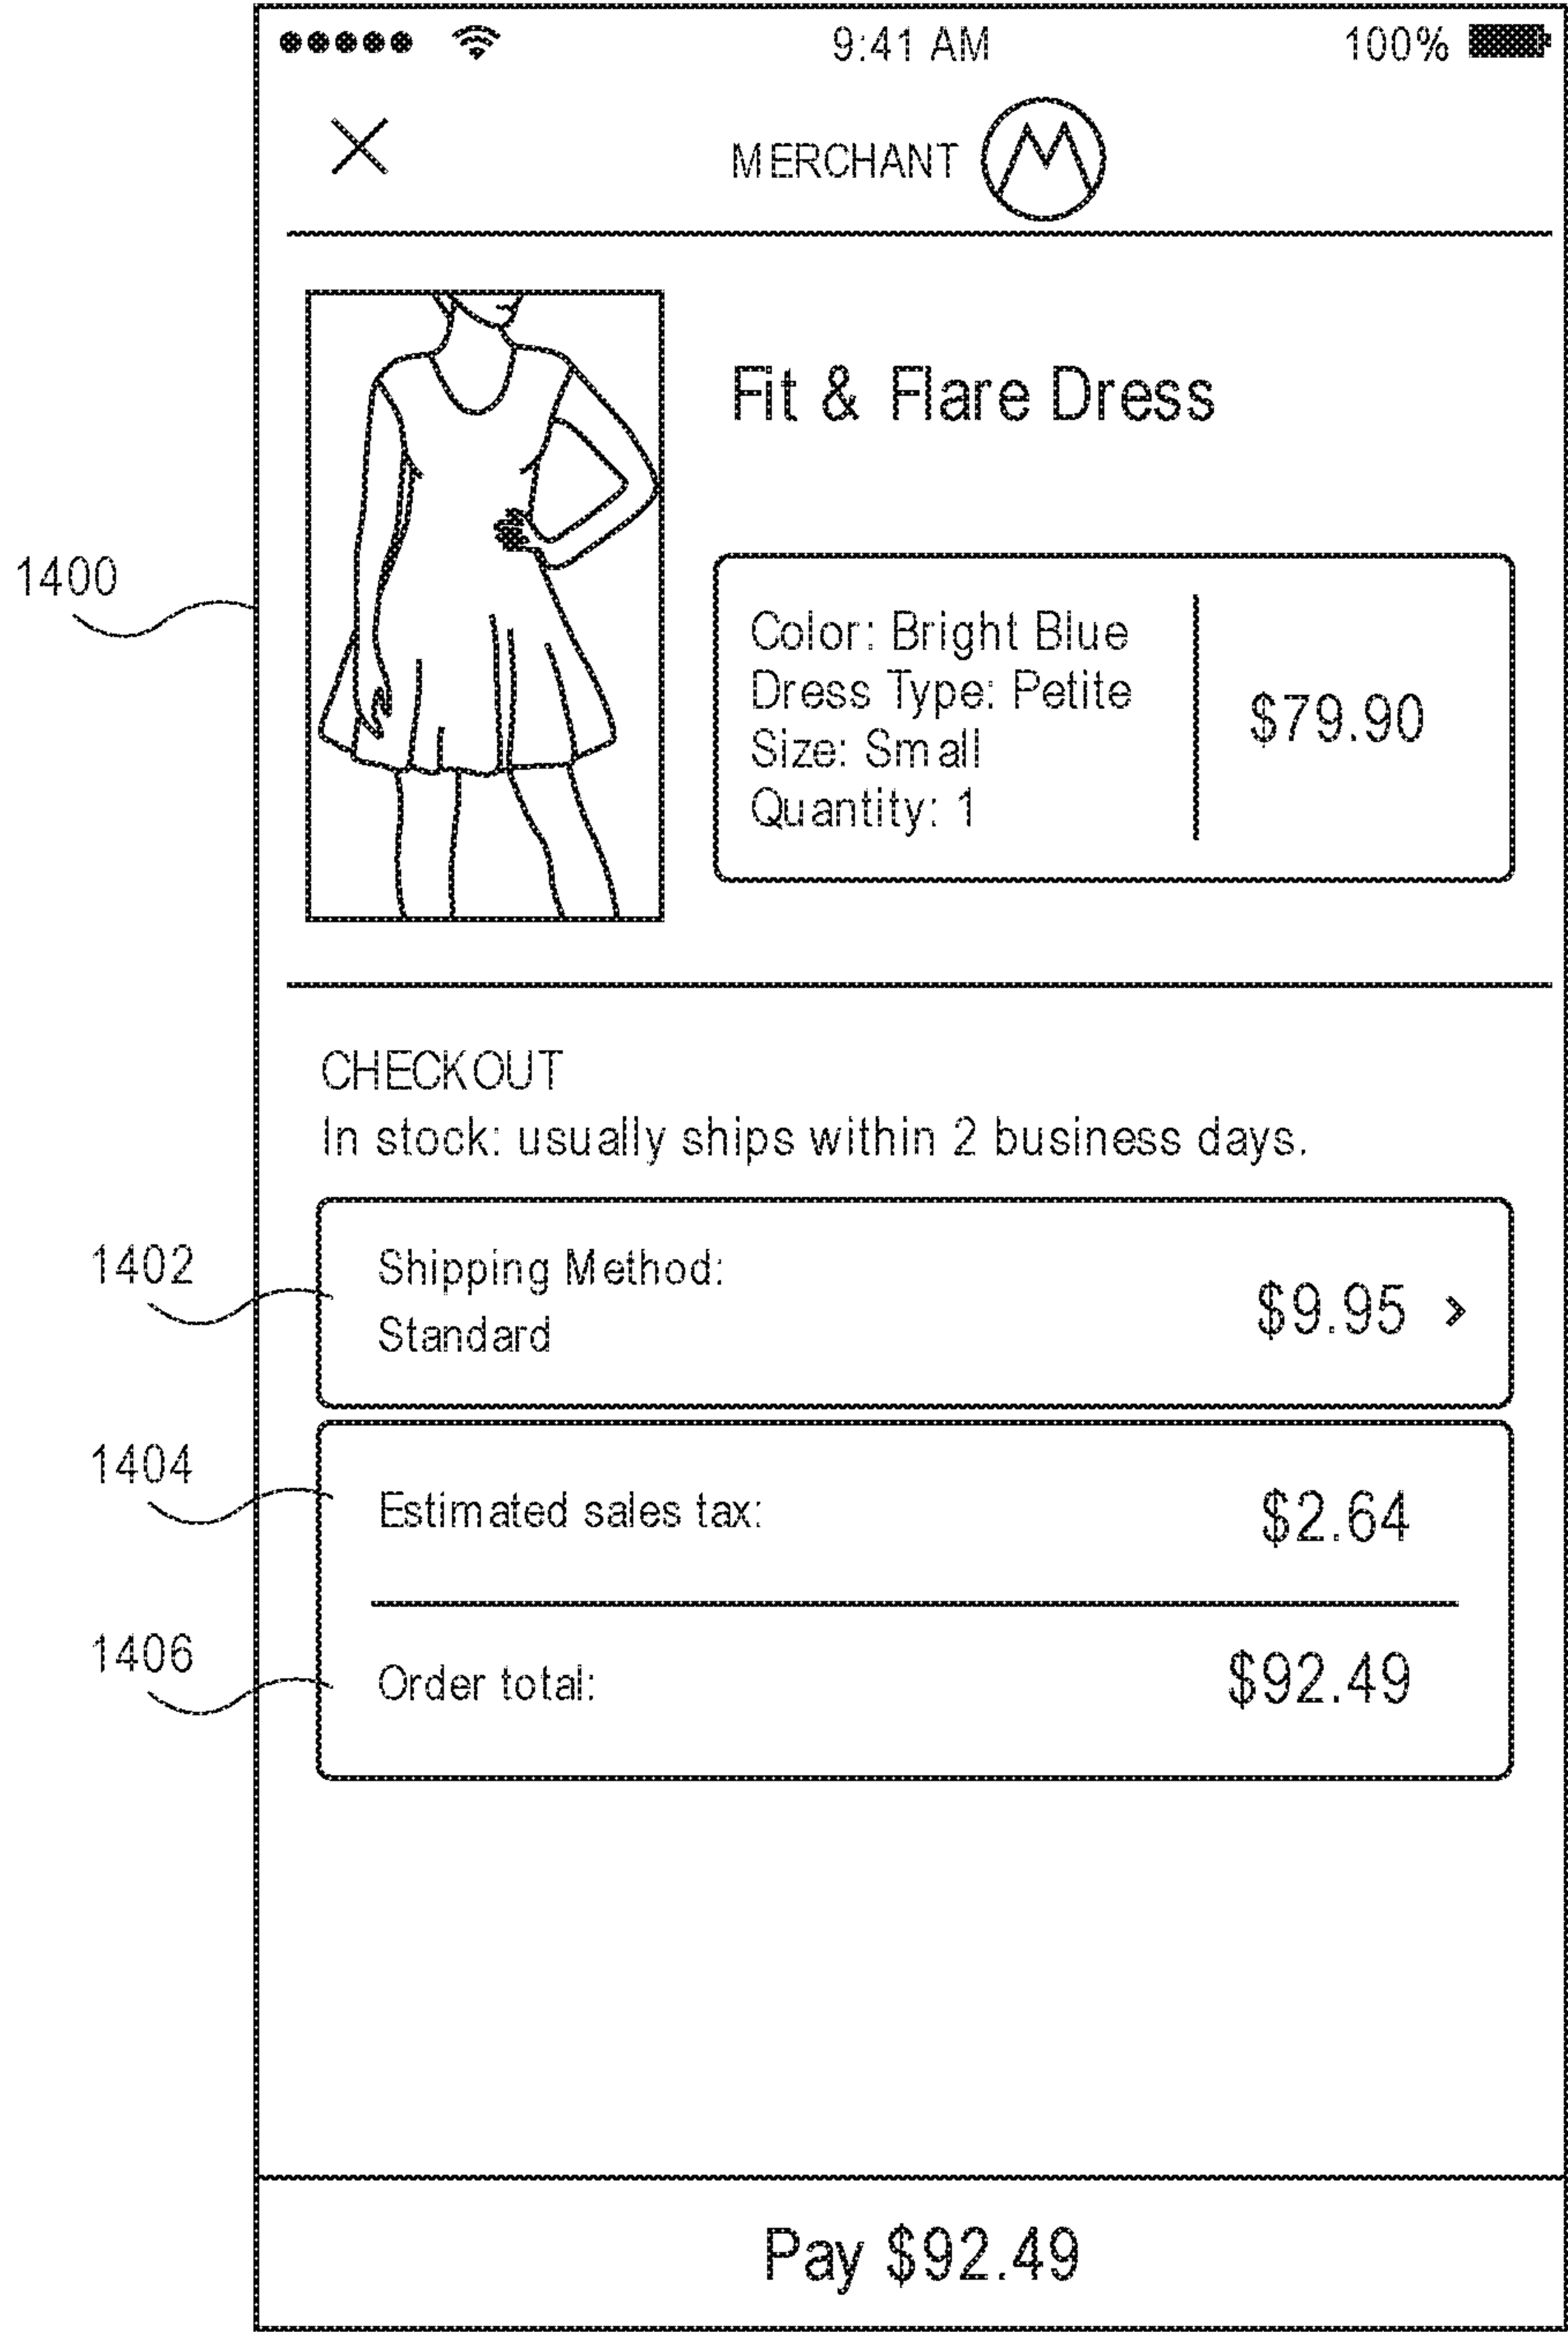 9:41 AM 100%
MERCHANT M
Fit & Flare Dress
1400
Color: Bright Blue
Dress Type: Petite
Size: Small
Quantity: 1
$79.90
CHECKOUT
In stock: usually ships within 2 business days.
1402
Shipping Method:
Standard
$9.95 >
1404
Estimated sales tax: $2.64
1406
Order total: $92.49
Pay $92.49